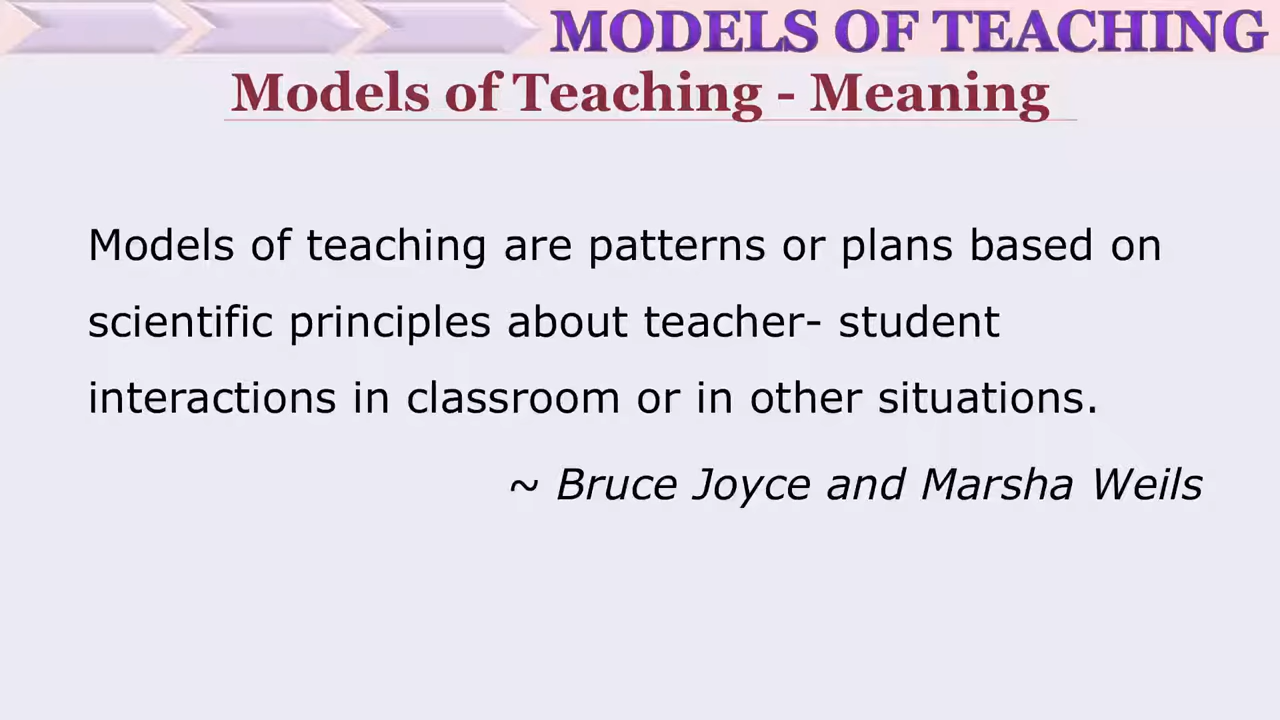 MODELS OF TEACHING
Models of Teaching - Meaning
Models of teaching are patterns or plans based on
scientific principles about teacher- student
interactions in classroom or in other situations.
~ Bruce Joyce and Marsha Weils